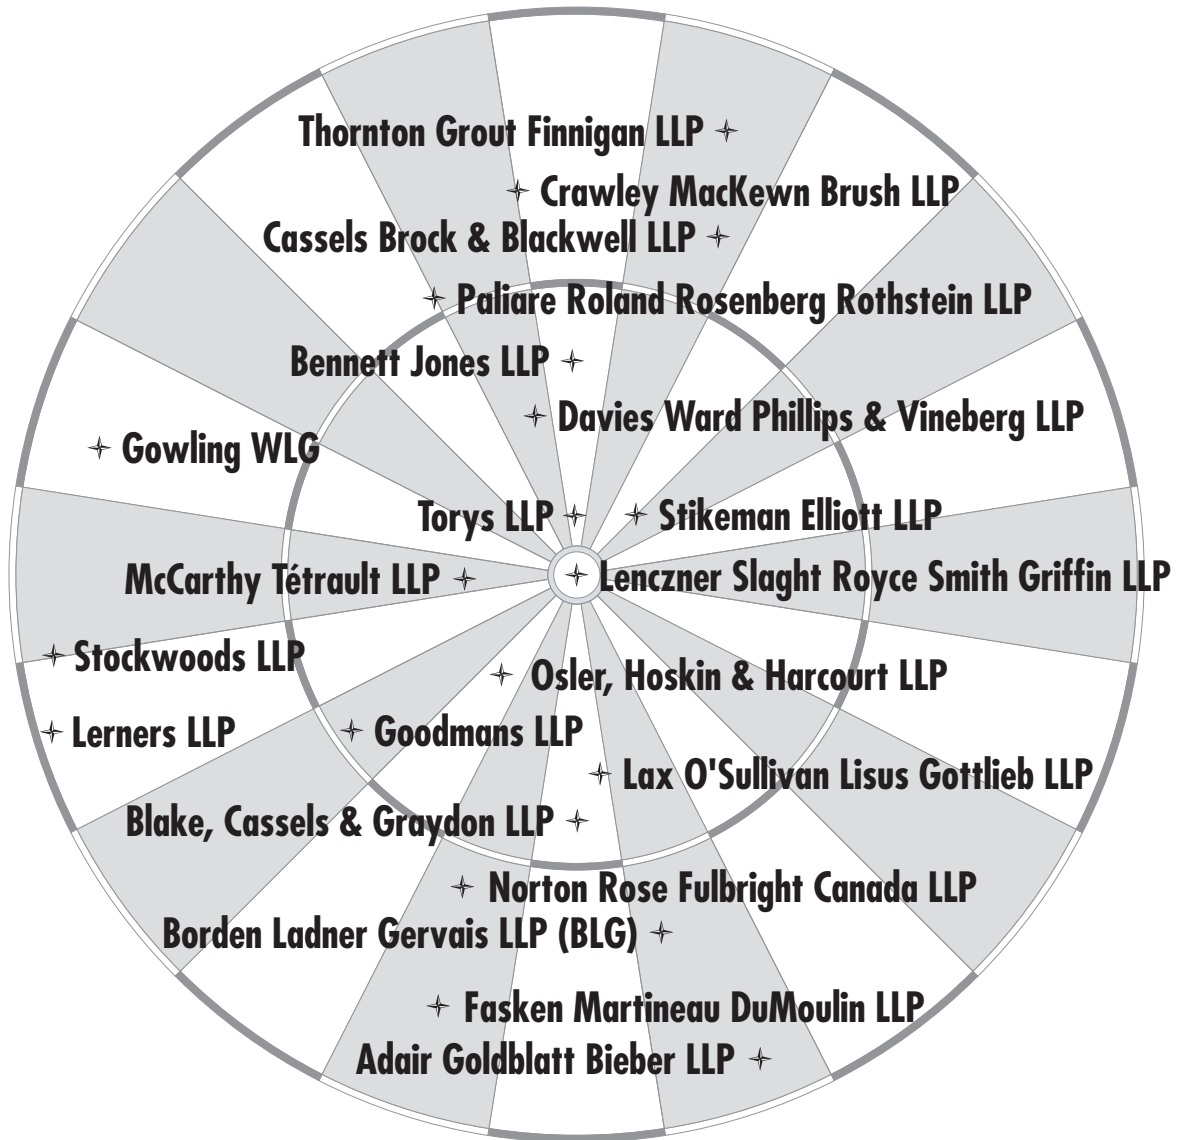 Thornton Grout Finnigan LLP
Crawley MacKewn Brush LLP
Cassels Brock & Blackwell LLP
Paliare Roland Rosenberg Rothstein LLP
Bennett Jones LLP
Davies Ward Phillips & Vineberg LLP
Gowling WLG
Torys LLP
Stikeman Elliott LLP
McCarthy Tétrault LLP
Lenczner Slaght Royce Smith Griffin LLP
Stockwoods LLP
Osler, Hoskin & Harcourt LLP
Lerners LLP
Goodmans LLP
Lax O'Sullivan Lisus Gottlieb LLP
Blake, Cassels & Graydon LLP
Norton Rose Fulbright Canada LLP
Borden Ladner Gervais LLP (BLG)
Fasken Martineau DuMoulin LLP
Adair Goldblatt Bieber LLP